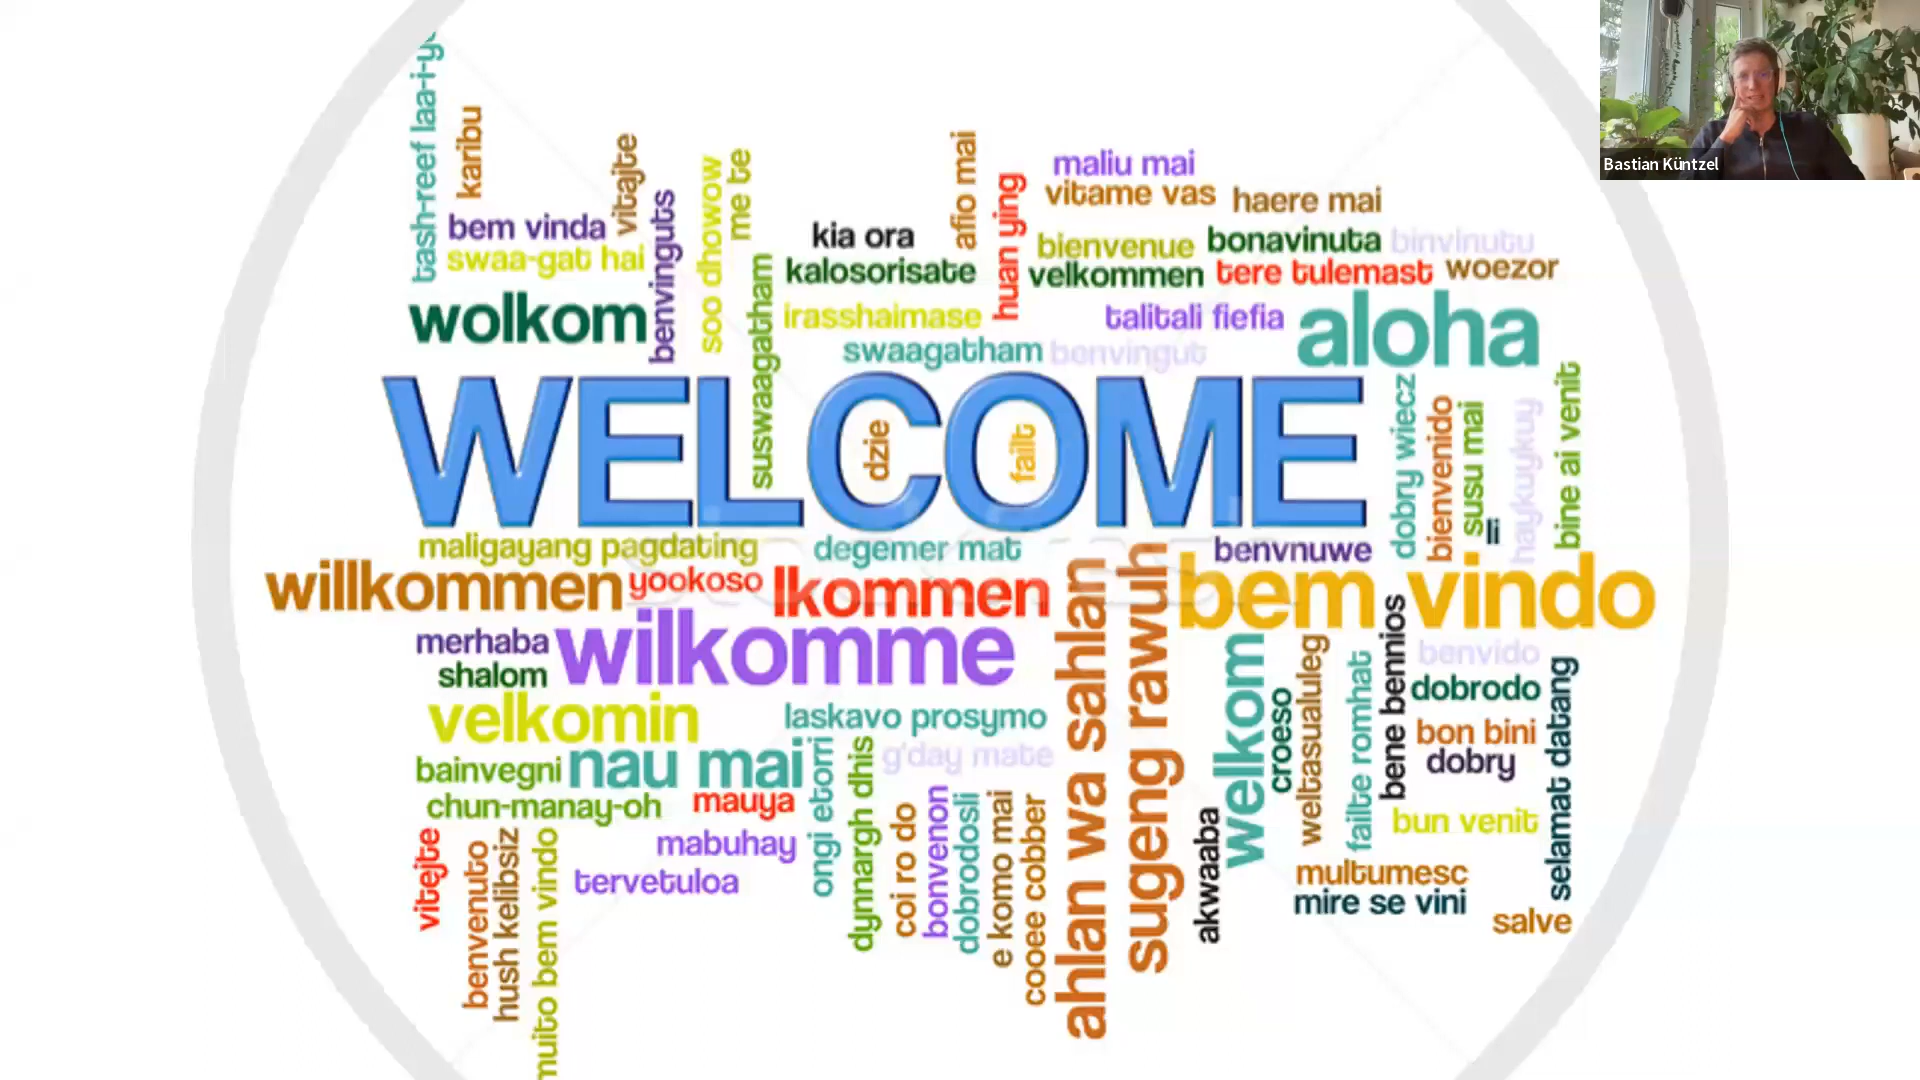 tash-reef laa-i-ye
karibu
vitajte
bem vinda
swaa-gat hai
benvinguts
soo dhowow
me te
suswaagatham
wolkom
kia ora
kalosorisate
irasshaimase
swaagatham
afio mai
huan ying
maliu mai
vitame vas
haere mai
bienvenue
bonavinuta
binvinutu
velkommen
tere tulemast
woezor
talitali fiefia
benvingut
aloha
Bastian Küntzel
WELCOME
dzie
failt
dobry wiecz
bienvenido
susu mai
li
haykuykuy
bine ai venit
maligayang pagdating
degemer mat
benvnuwe
willkommen
yookoso
lkommen
bem vindo
merhaba
wilkomme
shalom
velkomin
laskavo prosymo
bainvegni
nau mai
g'day mate
chun-manay-oh
mauya
mabuhay
tervetuloa
ongi etorri
dynnargh dhis
coi ro do
bonvenon
dobrodosli
e komo mai
cooee cobber
ahlan wa sahlan
sugeng rawuh
akwaaba
welkom
croeso
weltasualuleg
failte romhat
bene bennios
benvido
dobrodo
bon bini
dobry
bun venit
selamat datang
multumesc
mire se vini
salve
vitejte
benvenuto
hush kelibsiz
muito bem vindo